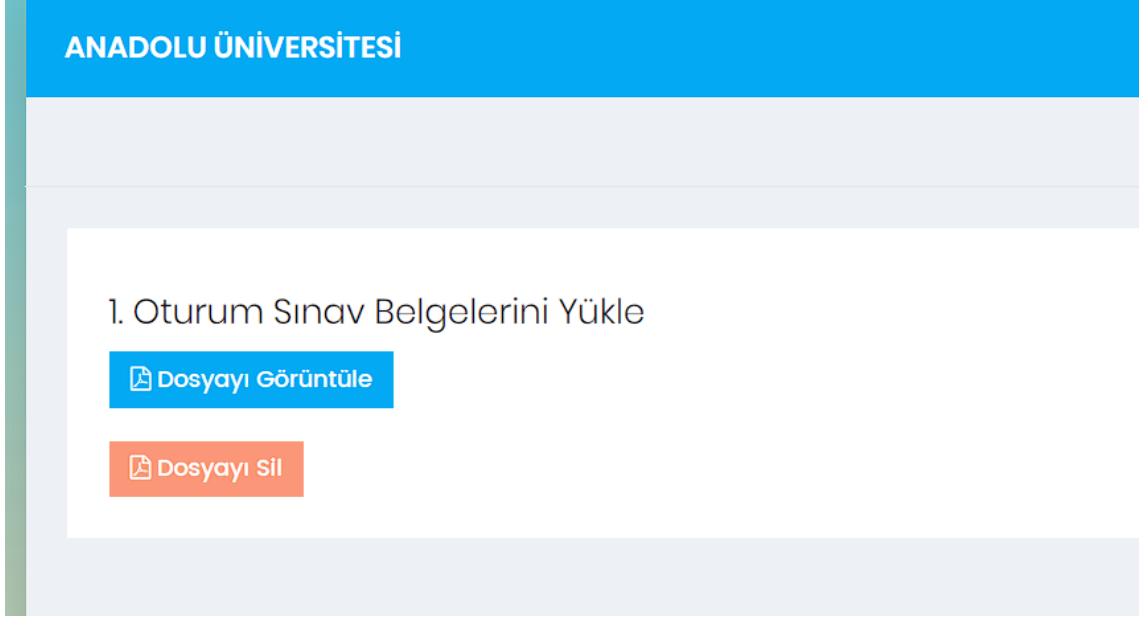 ANADOLU ÜNİVERSİTESİ
1. Oturum Sınav Belgelerini Yükle
Dosyayı Görüntüle
Dosyayı Sil